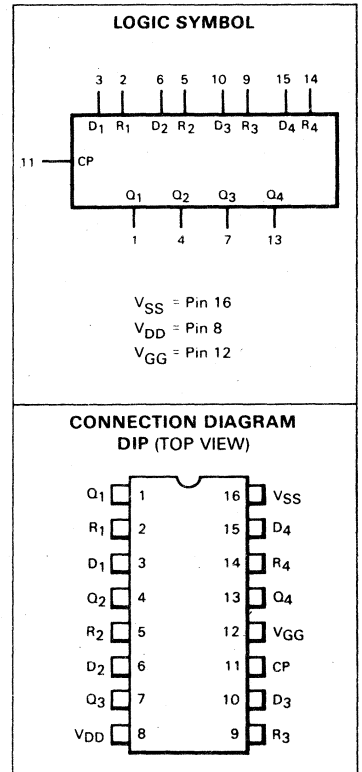 LOGIC SYMBOL
3 2 6 5 10 9 15 14
D1 R1 D2 R2 D3 R3 D4 R4
11 CP
Q1 Q2 Q3 Q4
1 4 7 13
VSS = Pin 16
VDD = Pin 8
VGG = Pin 12
CONNECTION DIAGRAM
DIP (TOP VIEW)
Q1 1 16 VSS
R1 2 15 D4
D1 3 14 R4
Q2 4 13 Q4
R2 5 12 VGG
D2 6 11 CP
Q3 7 10 D3
VDD 8 9 R3